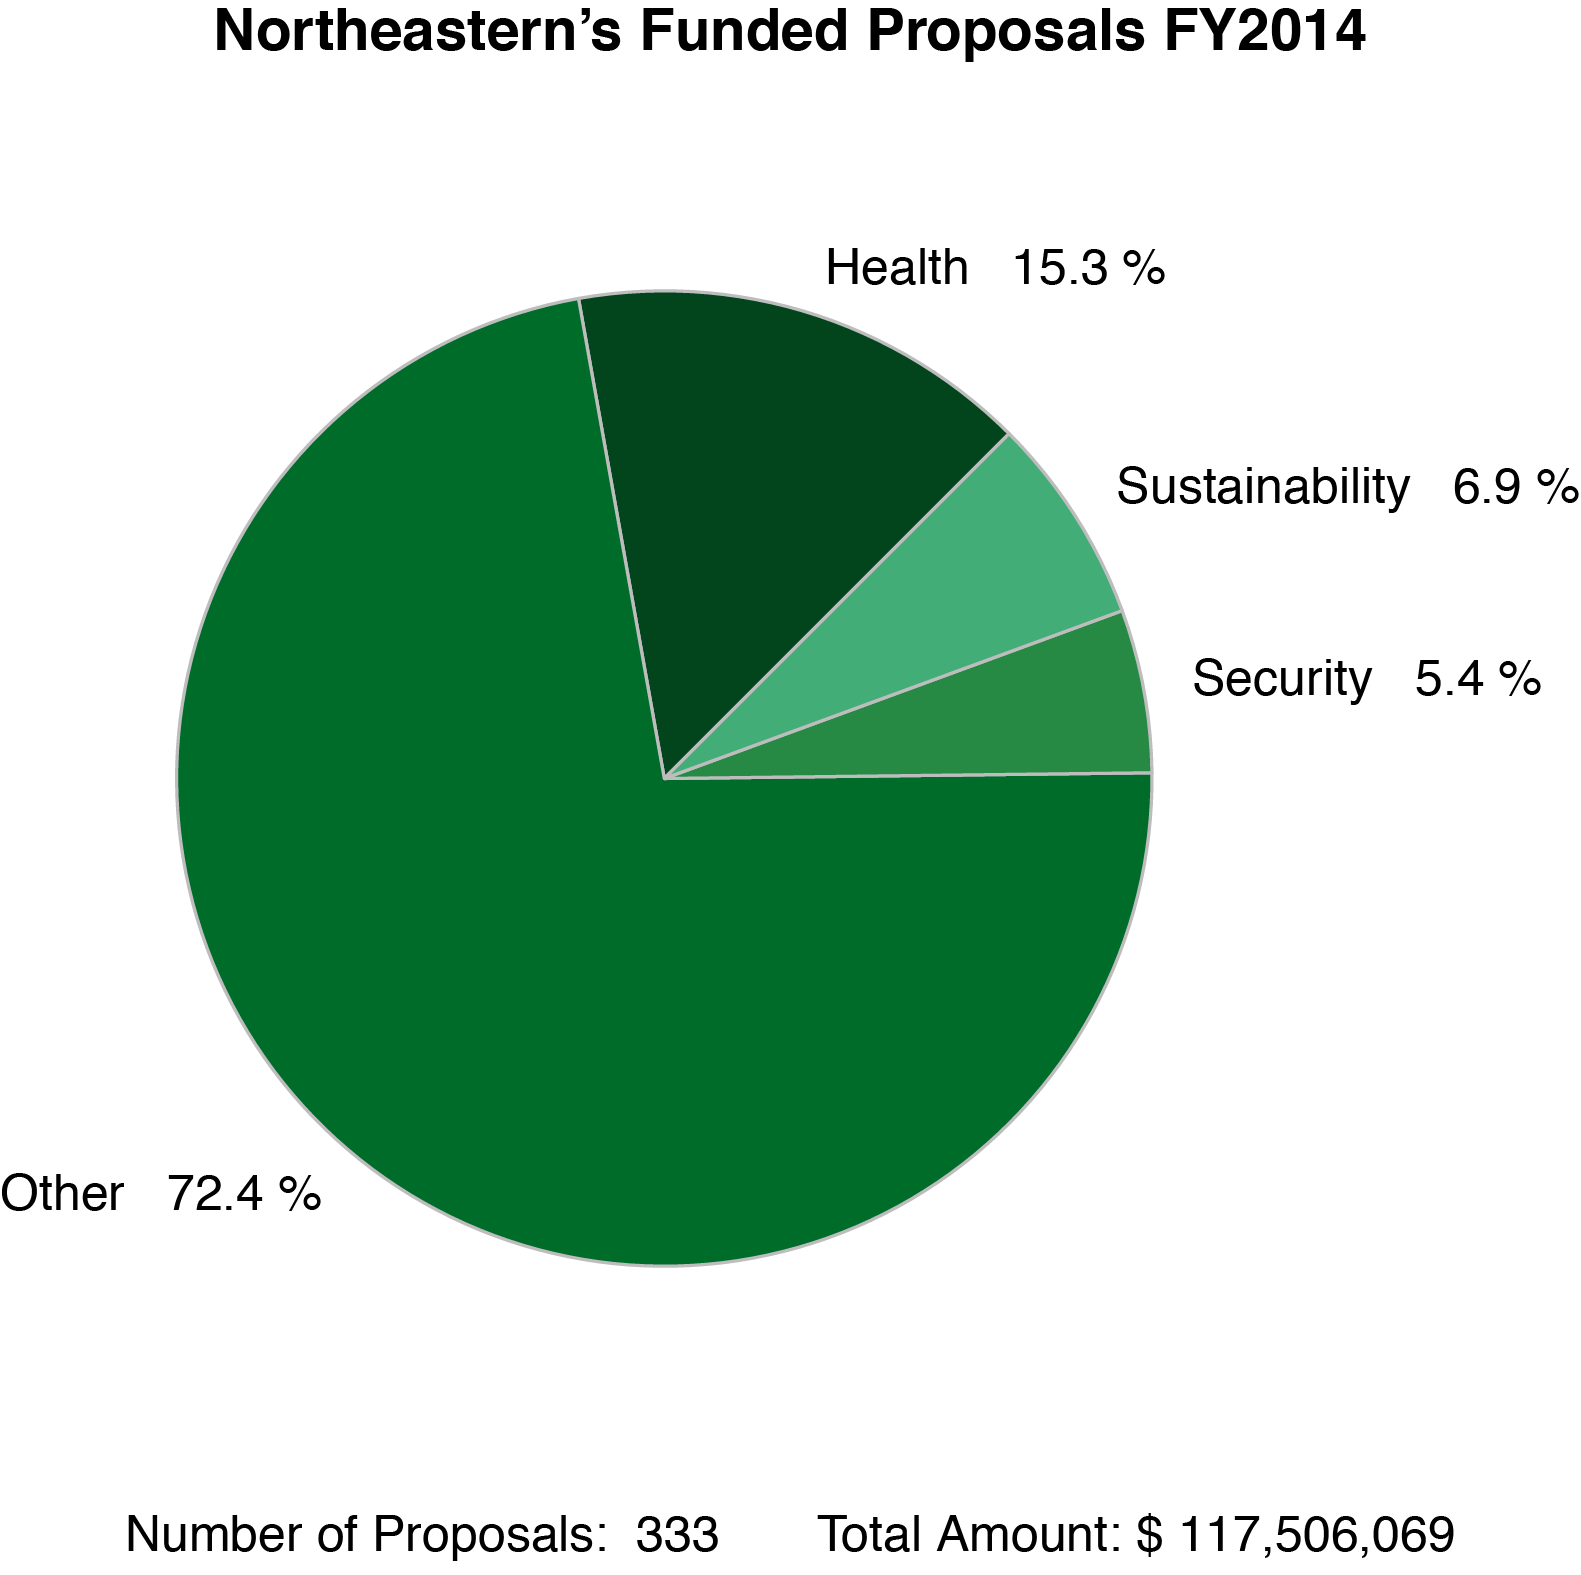 Northeastern’s Funded Proposals FY2014
Health 15.3 %
Sustainability 6.9 %
Security 5.4 %
Other 72.4 %
Number of Proposals: 333 Total Amount: $ 117,506,069